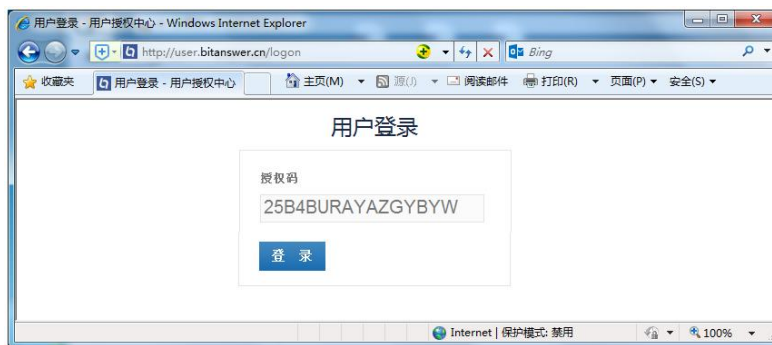 用户登录 - 用户授权中心 - Windows Internet Explorer
http://user.bitanswer.cn/logon Bing
收藏夹 用户登录 - 用户授权中心 主页(M) 源(J) 阅读邮件 打印(R) 页面(P) 安全(S)
用户登录
授权码
25B4BURAYAZGYBYW
登 录
Internet | 保护模式: 禁用 100%